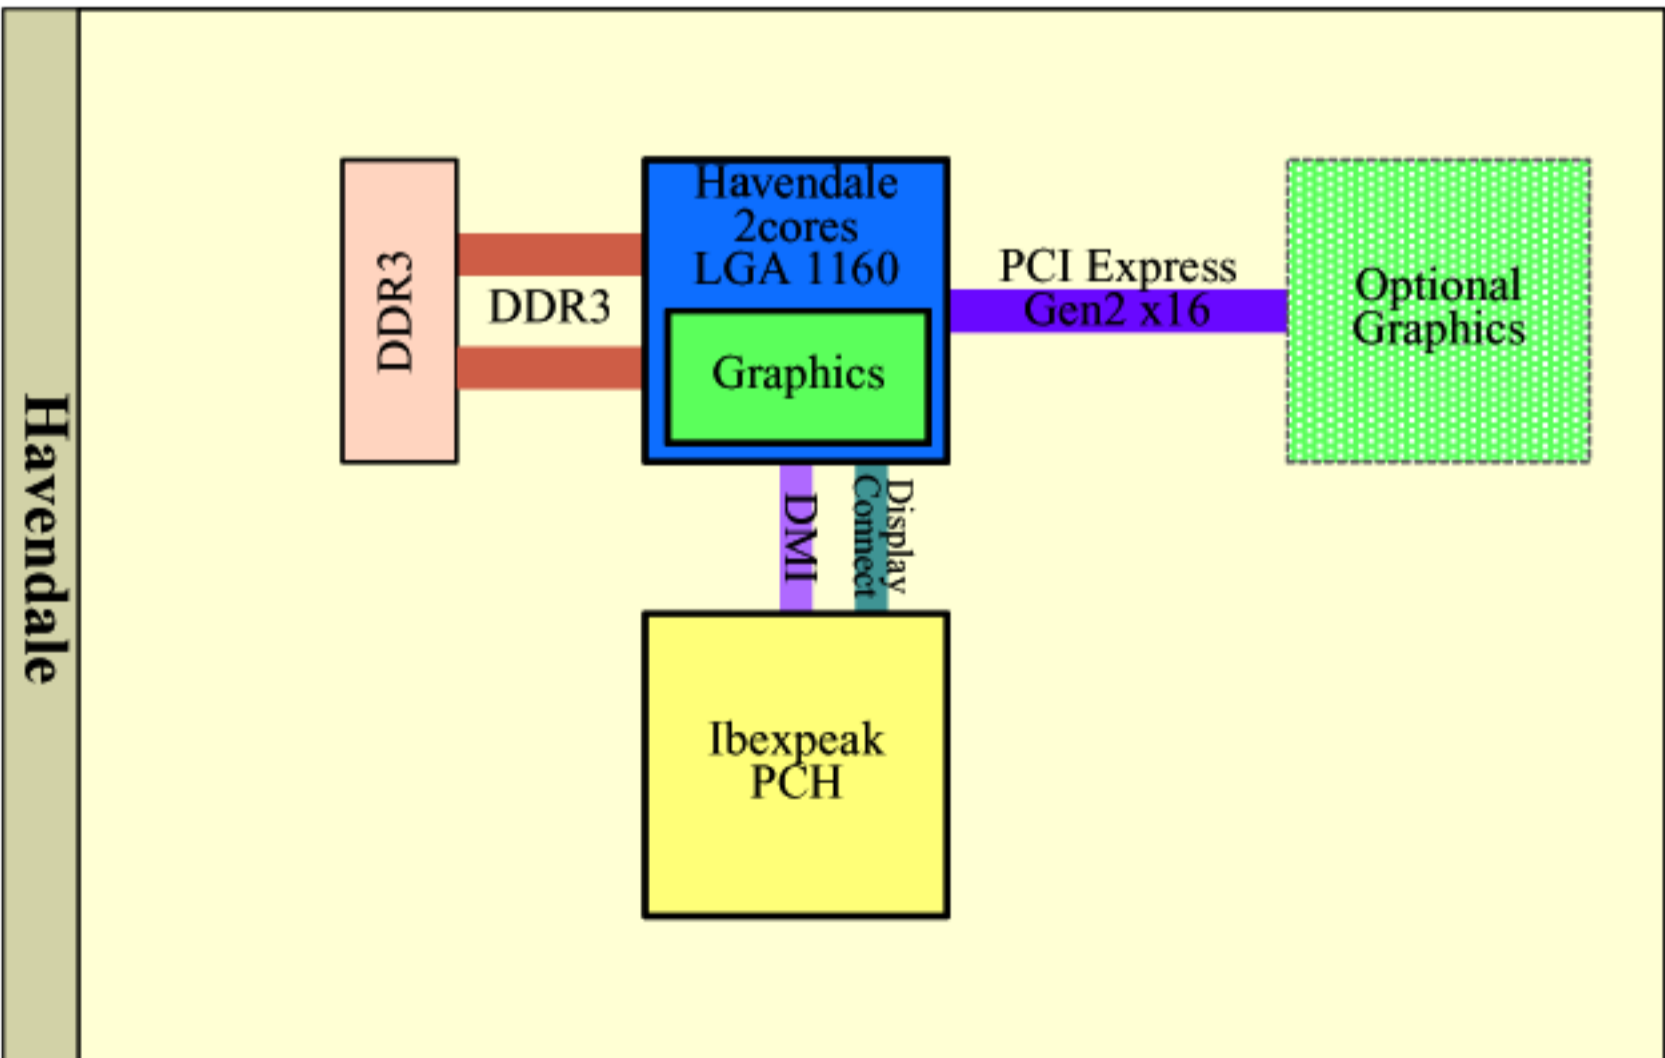 Havendale
DDR3
DDR3
Havendale
2cores
LGA 1160
Graphics
PCI Express
Gen2 x16
Optional
Graphics
DMI
Display
Connect
Ibexpeak
PCH